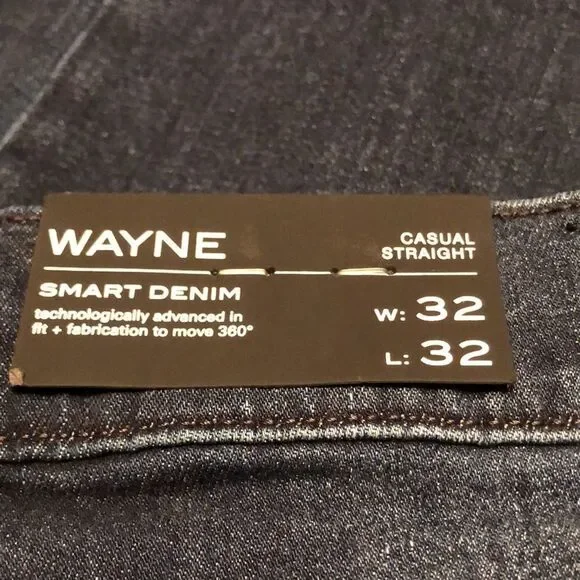 WAYNE
CASUAL
STRAIGHT
SMART DENIM
technologically advanced in
fit + fabrication to move 360°
W: 32
L: 32